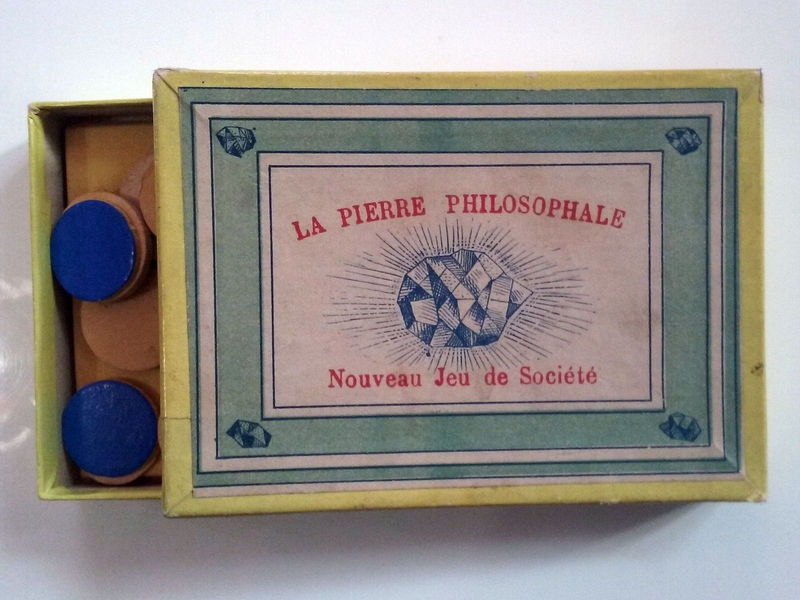 LA PIERRE PHILOSOPHALE
Nouveau Jeu de Société